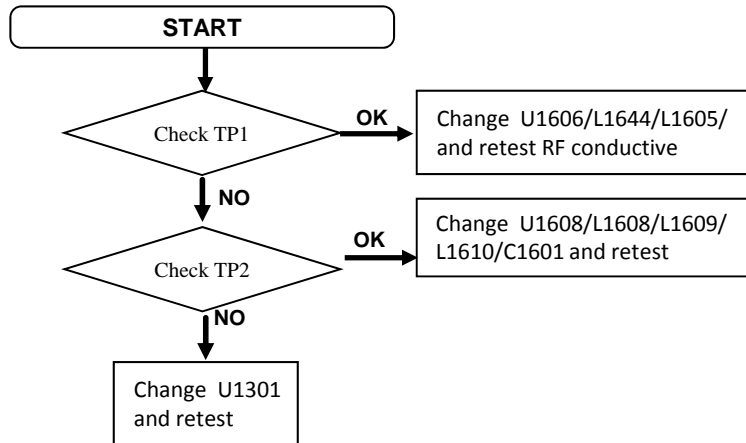 START
Check TP1
OK
Change U1606/L1644/L1605/
and retest RF conductive
NO
Check TP2
OK
Change U1608/L1608/L1609/
L1610/C1601 and retest
NO
Change U1301
and retest